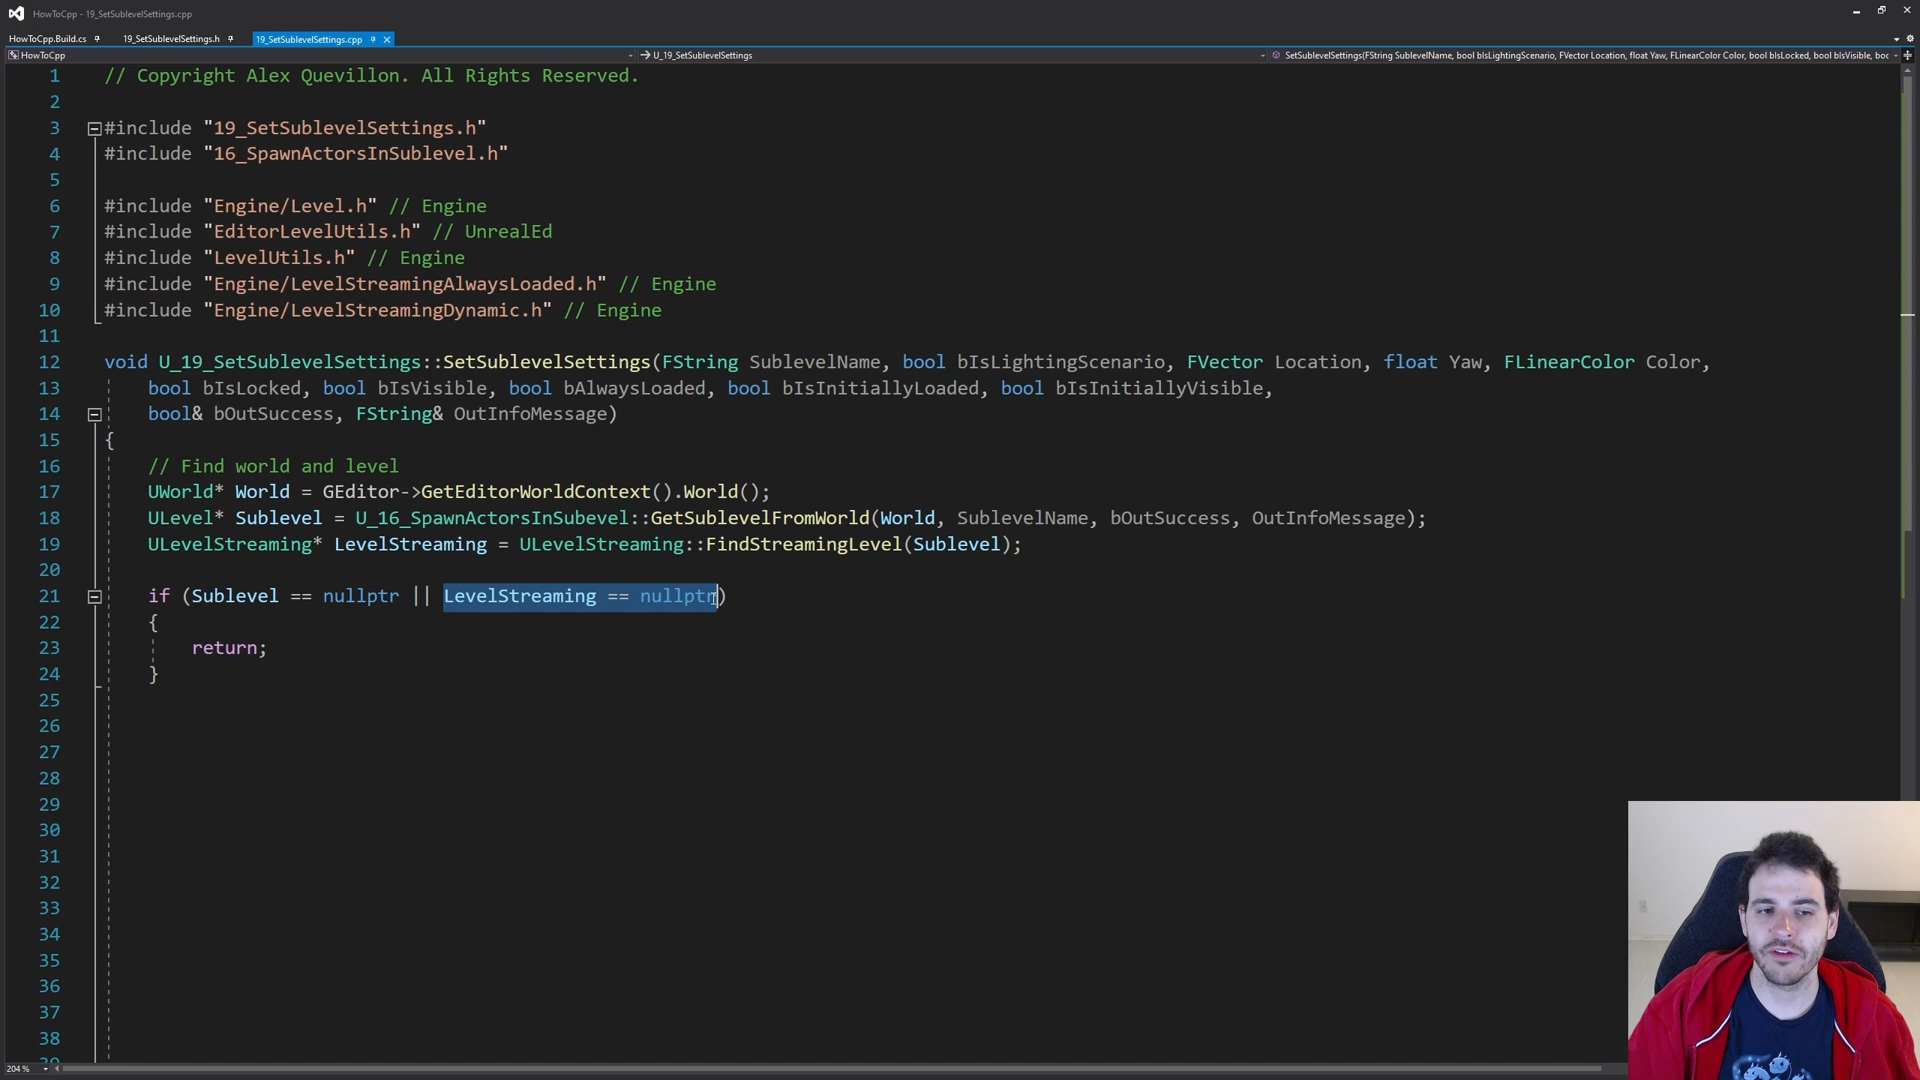 HowToCpp - 19_SetSublevelSettings.cpp
HowToCpp.Build.cs 19_SetSublevelSettings.h 19_SetSublevelSettings.cpp
HowToCpp U_19_SetSublevelSettings SetSublevelSettings(FString SublevelName, bool bIsLightingScenario, FVector Location, float Yaw, FLinearColor Color, bool bIsLocked, bool bIsVisible, boc
1 // Copyright Alex Quevillon. All Rights Reserved.
2
3 #include "19_SetSublevelSettings.h"
4 #include "16_SpawnActorsInSublevel.h"
5
6 #include "Engine/Level.h" // Engine
7 #include "EditorLevelUtils.h" // UnrealEd
8 #include "LevelUtils.h" // Engine
9 #include "Engine/LevelStreamingAlwaysLoaded.h" // Engine
10 #include "Engine/LevelStreamingDynamic.h" // Engine
11
12 void U_19_SetSublevelSettings::SetSublevelSettings(FString SublevelName, bool bIsLightingScenario, FVector Location, float Yaw, FLinearColor Color,
13 bool bIsLocked, bool bIsVisible, bool bAlwaysLoaded, bool bIsInitiallyLoaded, bool bIsInitiallyVisible,
14 bool& bOutSuccess, FString& OutInfoMessage)
15 {
16 // Find world and level
17 UWorld* World = GEditor->GetEditorWorldContext().World();
18 ULevel* Sublevel = U_16_SpawnActorsInSubevel::GetSublevelFromWorld(World, SublevelName, bOutSuccess, OutInfoMessage);
19 ULevelStreaming* LevelStreaming = ULevelStreaming::FindStreamingLevel(Sublevel);
20
21 if (Sublevel == nullptr || LevelStreaming == nullptr)
22 {
23 return;
24 }
25
26
27
28
29
30
31
32
33
34
35
36
37
38
39
204 %